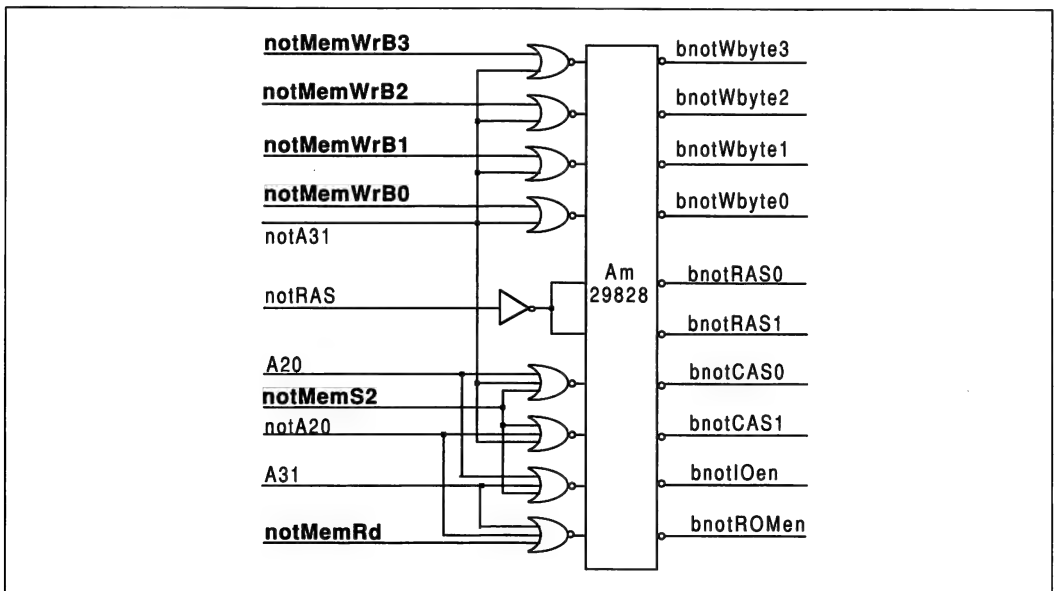 notMemWrB3
bnotWbyte3
notMemWrB2
bnotWbyte2
notMemWrB1
bnotWbyte1
notMemWrB0
bnotWbyte0
notA31
Am
29828
bnotRAS0
notRAS
bnotRAS1
A20
bnotCAS0
notMemS2
notA20
bnotCAS1
A31
bnotIOen
notMemRd
bnotROMen